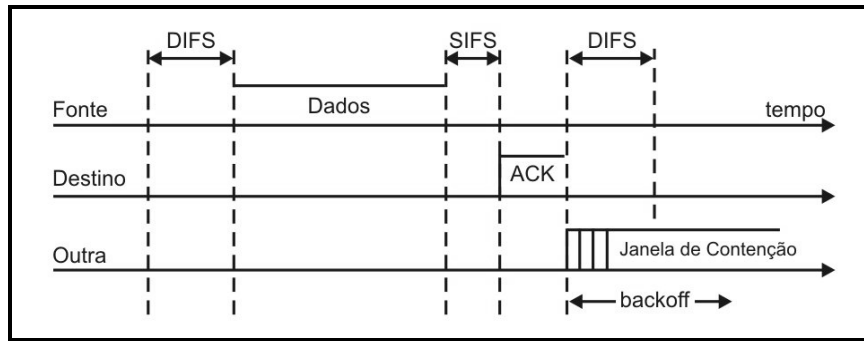 DIFS SIFS DIFS
Dados
Fonte tempo
ACK
Destino
Janela de Contenção
Outra
backoff